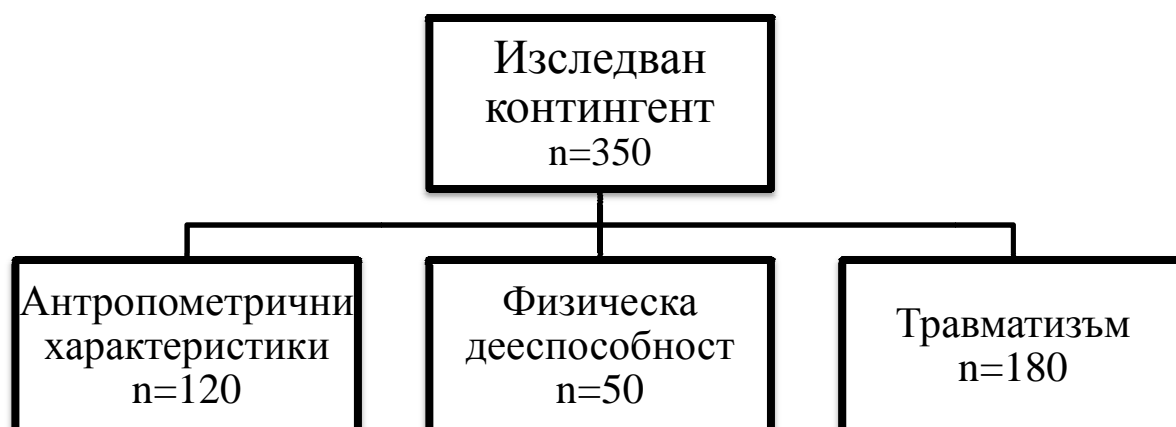 Изследван
контингент
n=350
Антропометрични
характеристики
n=120
Физическа
дееспособност
n=50
Травматизъм
n=180